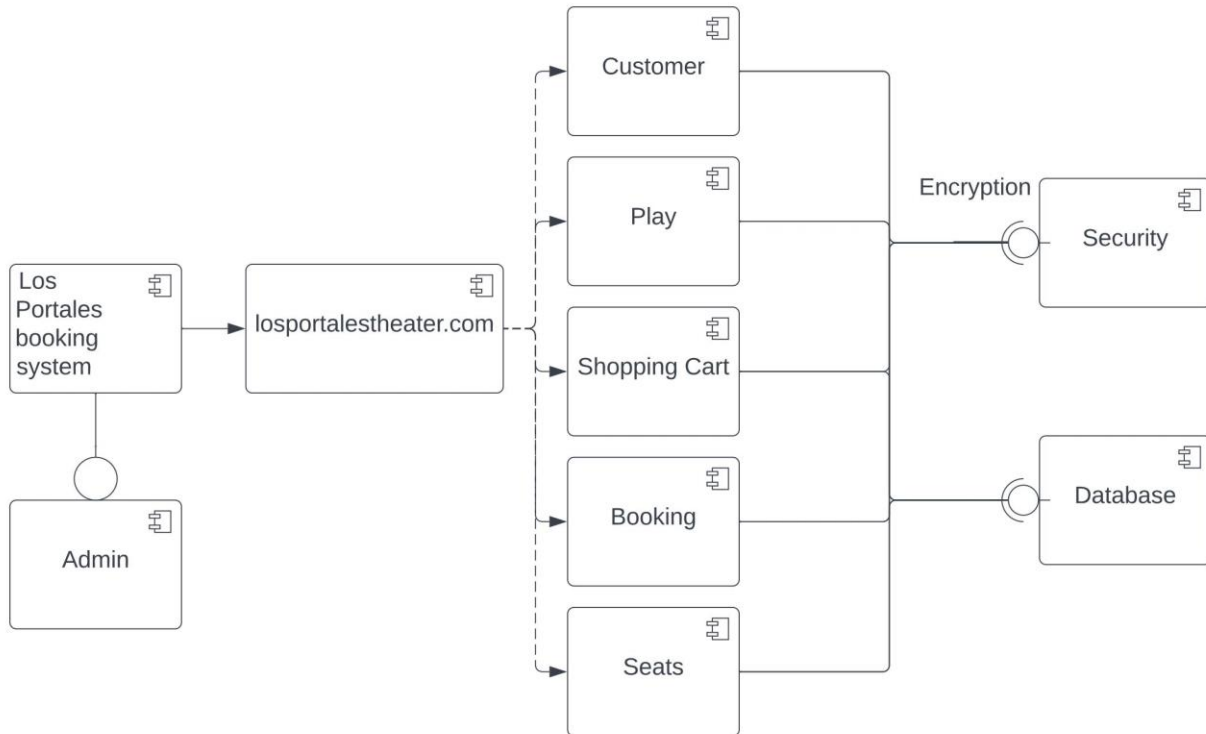 Customer
Play
Encryption
Security
Los
Portales
booking
system
losportalestheater.com
Shopping Cart
Booking
Database
Admin
Seats